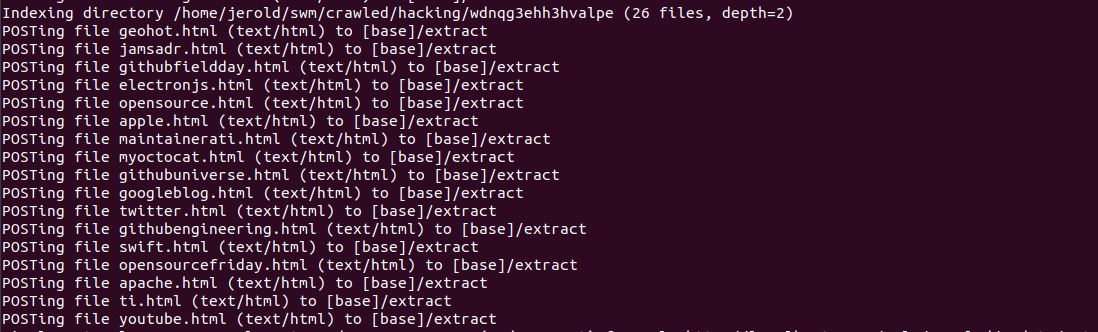 Indexing directory /home/jerold/swm/crawled/hacking/wdnqg3ehh3hvalpe (26 files, depth=2)
POSTing file geohot.html (text/html) to [base]/extract
POSTing file jamsadr.html (text/html) to [base]/extract
POSTing file githubfieldday.html (text/html) to [base]/extract
POSTing file electronjs.html (text/html) to [base]/extract
POSTing file opensource.html (text/html) to [base]/extract
POSTing file apple.html (text/html) to [base]/extract
POSTing file maintainerati.html (text/html) to [base]/extract
POSTing file myoctocat.html (text/html) to [base]/extract
POSTing file githubuniverse.html (text/html) to [base]/extract
POSTing file googleblog.html (text/html) to [base]/extract
POSTing file twitter.html (text/html) to [base]/extract
POSTing file githubengineering.html (text/html) to [base]/extract
POSTing file swift.html (text/html) to [base]/extract
POSTing file opensourcefriday.html (text/html) to [base]/extract
POSTing file apache.html (text/html) to [base]/extract
POSTing file ti.html (text/html) to [base]/extract
POSTing file youtube.html (text/html) to [base]/extract